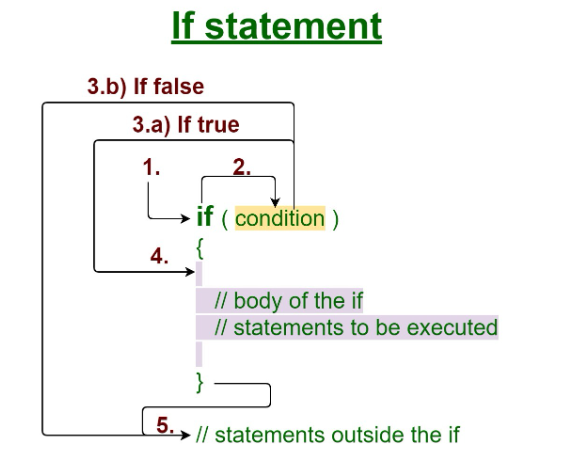 If statement
3.b) If false
3.a) If true
1.
2.
if ( condition )
{
4.
// body of the if
// statements to be executed
}
5.
// statements outside the if